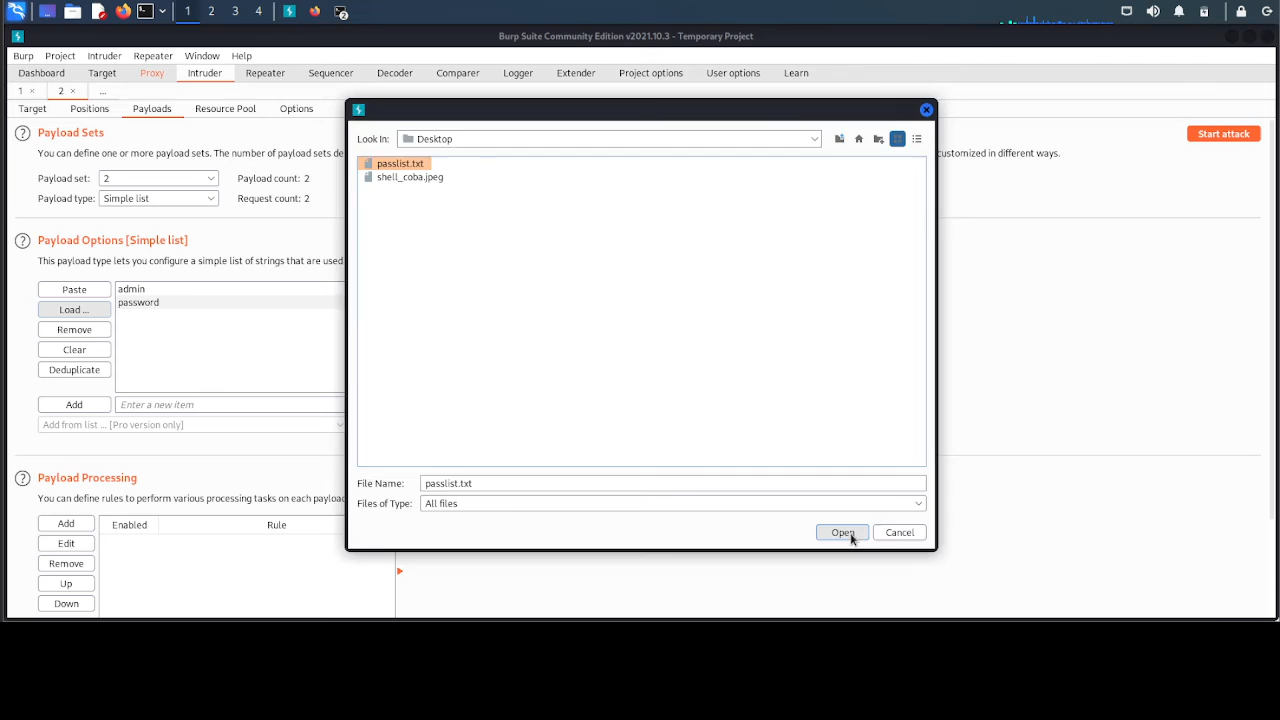 1 2 3 4
Burp Suite Community Edition v2021.10.3 - Temporary Project
Burp Project Intruder Repeater Window Help
Dashboard Target Proxy Intruder Repeater Sequencer Decoder Comparer Logger Extender Project options User options Learn
1 × 2 × ...
Target Positions Payloads Resource Pool Options
? Payload Sets
Start attack
You can define one or more payload sets. The number of payload sets de
customized in different ways.
Payload set: 2 Payload count: 2
Payload type: Simple list Request count: 2
? Payload Options [Simple list]
This payload type lets you configure a simple list of strings that are used
Paste
Load ...
Remove
Clear
Deduplicate
admin
password
Add Enter a new item
Add from list ... [Pro version only]
? Payload Processing
You can define rules to perform various processing tasks on each payload
Add
Edit
Remove
Up
Down
Enabled Rule
Look In: Desktop
passlist.txt
shell_coba.jpeg
File Name: passlist.txt
Files of Type: All files
Open Cancel